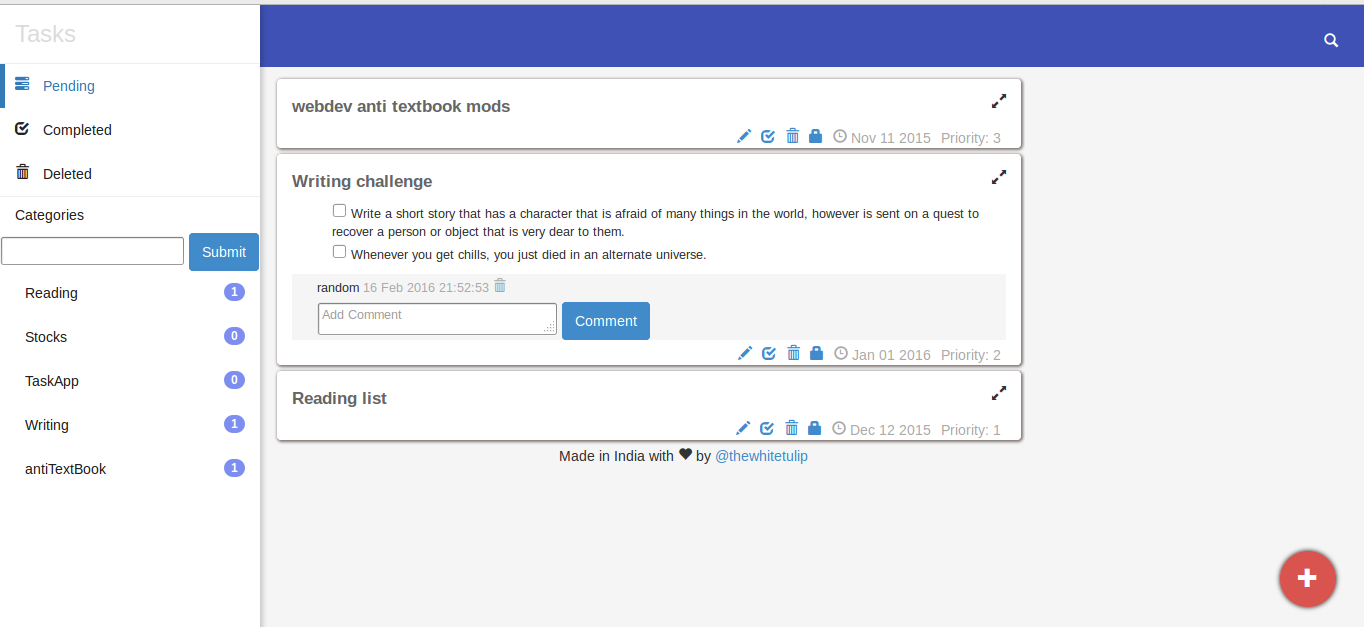 Tasks
Pending
Completed
Deleted
Categories
Submit
Reading 1
Stocks 0
TaskApp 0
Writing 1
antiTextBook 1
webdev anti textbook mods
Nov 11 2015 Priority: 3
Writing challenge
Write a short story that has a character that is afraid of many things in the world, however is sent on a quest to
recover a person or object that is very dear to them.
Whenever you get chills, you just died in an alternate universe.
random 16 Feb 2016 21:52:53
Add Comment
Comment
Jan 01 2016 Priority: 2
Reading list
Dec 12 2015 Priority: 1
Made in India with ♥ by @thewhitetulip